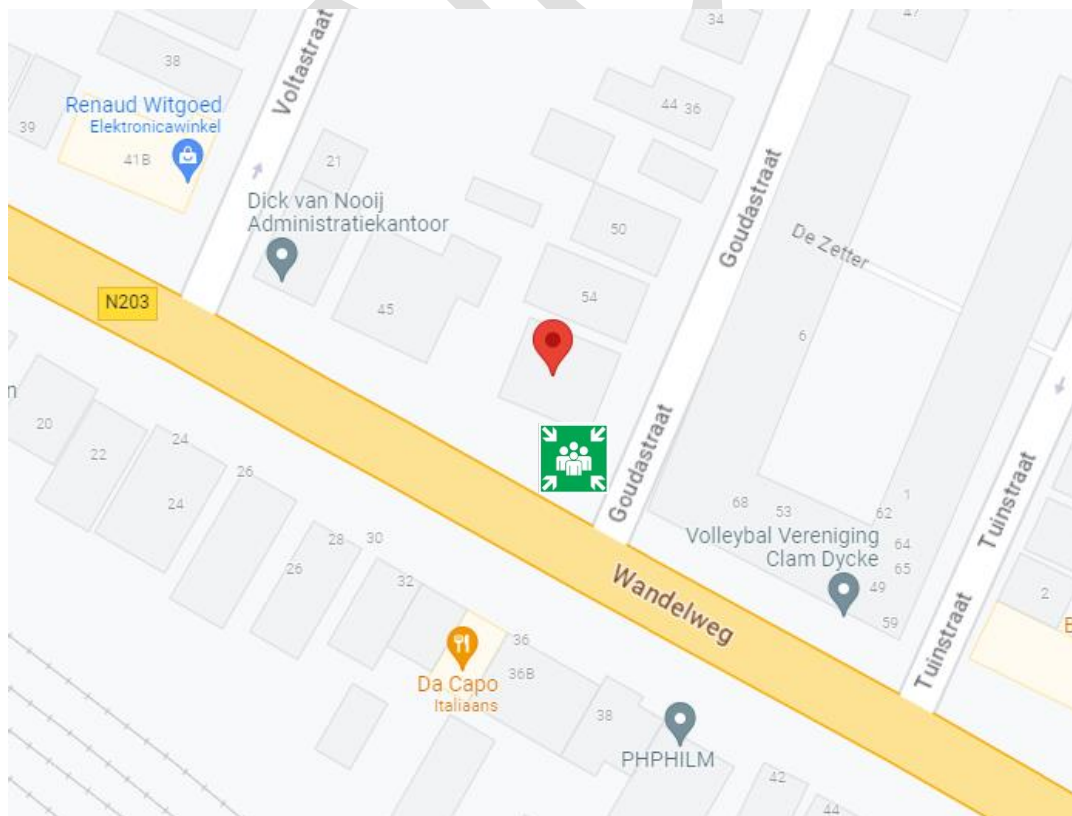 34
47
Voltastraat
38
Renaud Witgoed
Elektronicawinkel
39
41B
44 36
21
Goudastraat
Dick van Nooij
Administratiekantoor
50
De Zetter
N203
54
45
6
n
20
22
24
24
26
Goudastraat
68
53
62
1
Volleybal Vereniging
Clam Dycke
64
65
49
59
Tuinstraat
28
30
26
32
Wandelweg
2
E
36
36B
Da Capo
Italiaans
Tuinstraat
38
PHPHILM
42
44